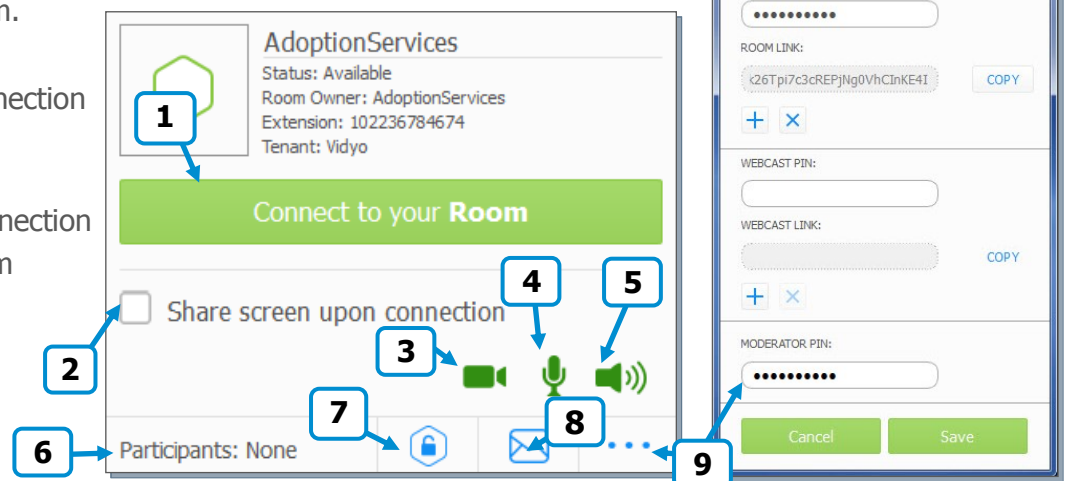 n.
nection
nection
m
AdoptionServices
Status: Available
Room Owner: AdoptionServices
Extension: 102236784674
Tenant: Vidyo
1
Connect to your Room
2
Share screen upon connection
3
4
5
6
Participants: None
7
8
9
••••••••••
ROOM LINK:
k26Tpi7c3cREPjNg0VhCInKE4I
COPY
WEBCAST PIN:
WEBCAST LINK:
COPY
MODERATOR PIN:
••••••••••
Cancel
Save